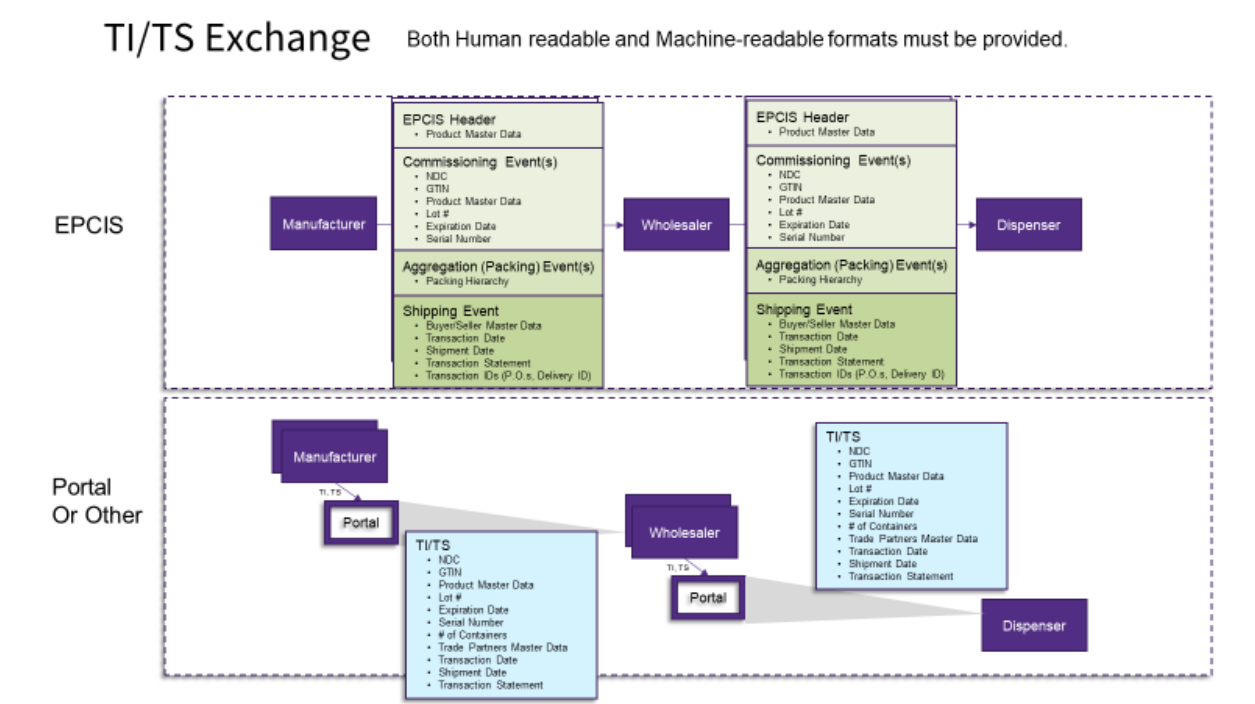 TI/TS Exchange
Both Human readable and Machine-readable formats must be provided.
EPCIS
Manufacturer
EPCIS Header
• Product Master Data
Commissioning Event(s)
• NDC
• GTIN
• Product Master Data
• Lot #
• Expiration Date
• Serial Number
Aggregation (Packing) Event(s)
• Packing Hierarchy
Shipping Event
• Buyer/Seller Master Data
• Transaction Date
• Shipment Date
• Transaction Statement
• Transaction IDs (P.O.s, Delivery ID)
Wholesaler
EPCIS Header
• Product Master Data
Commissioning Event(s)
• NDC
• GTIN
• Product Master Data
• Lot #
• Expiration Date
• Serial Number
Aggregation (Packing) Event(s)
• Packing Hierarchy
Shipping Event
• Buyer/Seller Master Data
• Transaction Date
• Shipment Date
• Transaction Statement
• Transaction IDs (P.O.s, Delivery ID)
Dispenser
Portal
Or Other
Manufacturer
TI, TS
Portal
TI/TS
• NDC
• GTIN
• Product Master Data
• Lot #
• Expiration Date
• Serial Number
• # of Containers
• Trade Partners Master Data
• Transaction Date
• Shipment Date
• Transaction Statement
Wholesaler
TI, TS
Portal
TI/TS
• NDC
• GTIN
• Product Master Data
• Lot #
• Expiration Date
• Serial Number
• # of Containers
• Trade Partners Master Data
• Transaction Date
• Shipment Date
• Transaction Statement
Dispenser